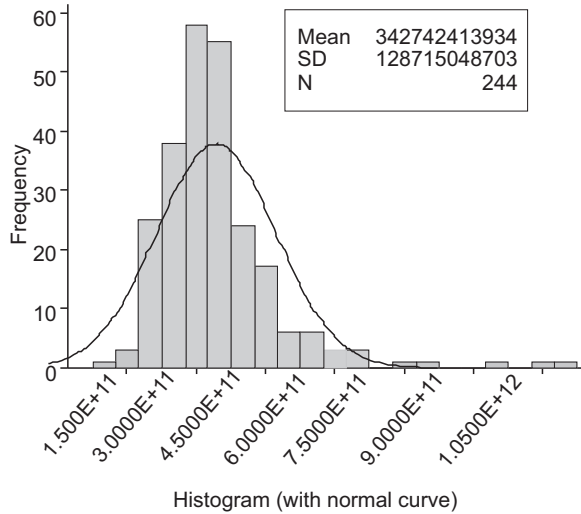 60
50
40
30
20
10
0
Frequency
Mean 342742413934
SD 128715048703
N 244
1.500E+11
3.0000E+11
4.5000E+11
6.0000E+11
7.5000E+11
9.0000E+11
1.0500E+12
Histogram (with normal curve)